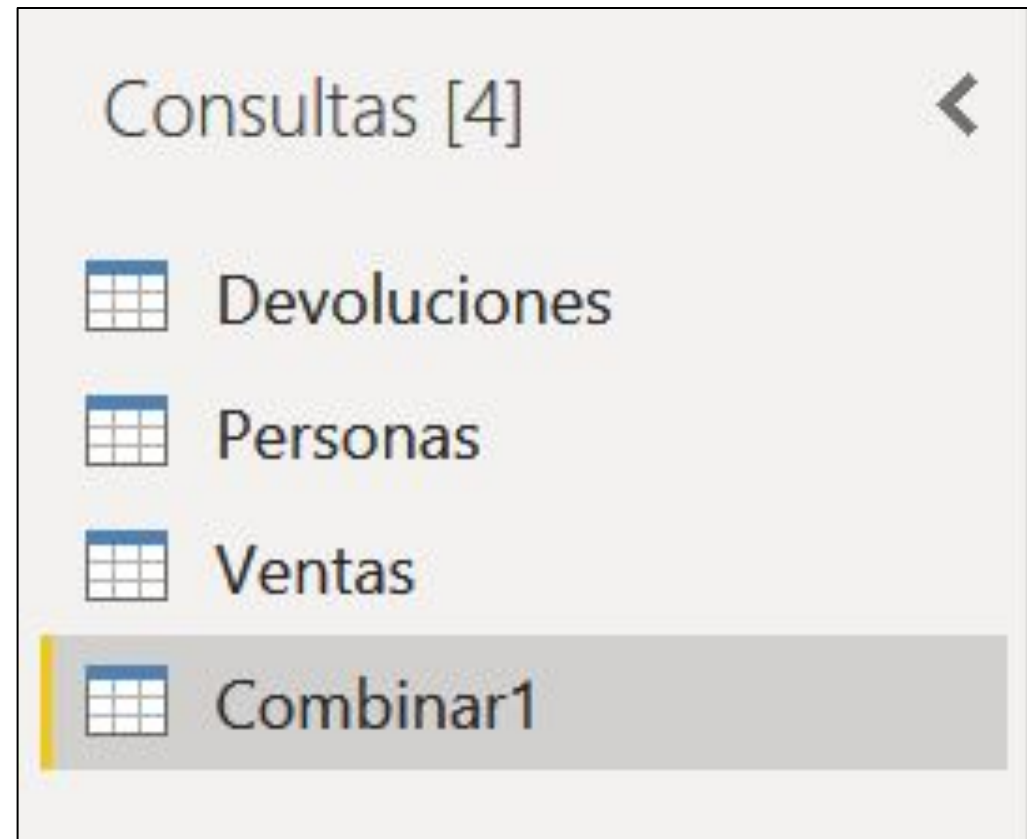 Consultas [4]
Devoluciones
Personas
Ventas
Combinar1